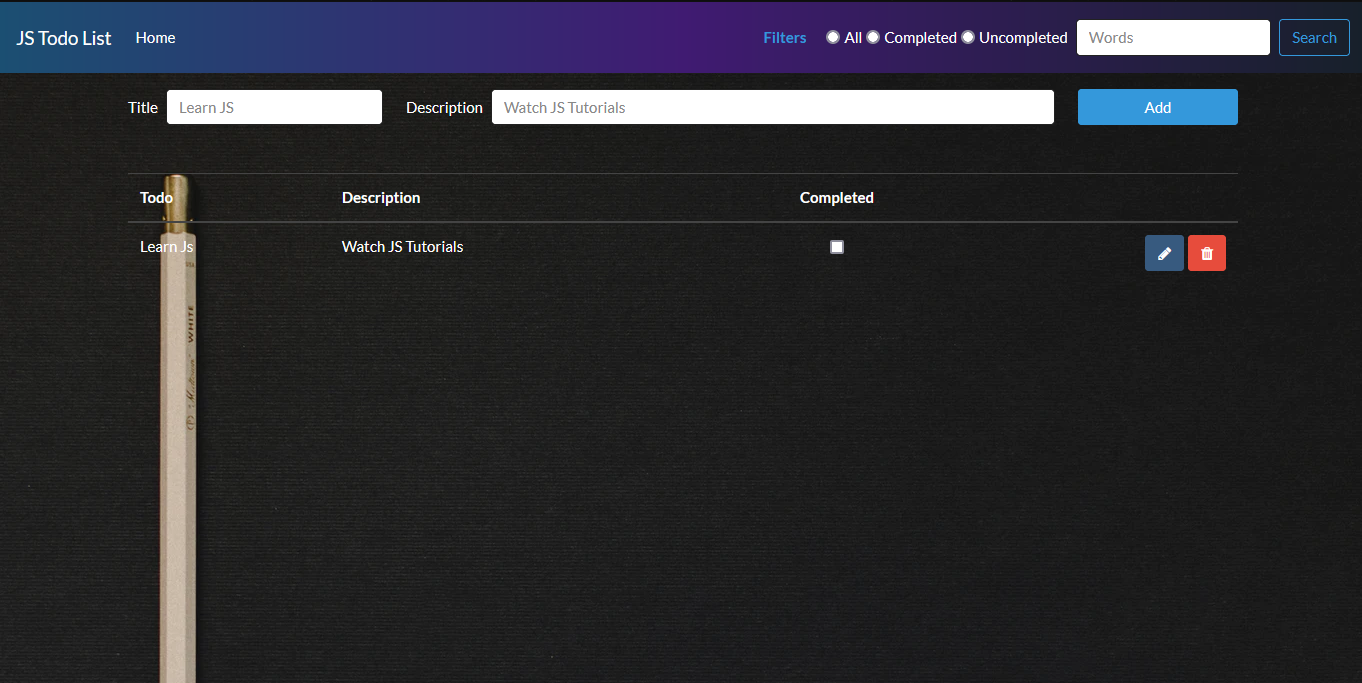 JS Todo List Home Filters All Completed Uncompleted Words Search
Title Learn JS Description Watch JS Tutorials Add
Todo Description Completed
Learn Js Watch JS Tutorials
WHITE